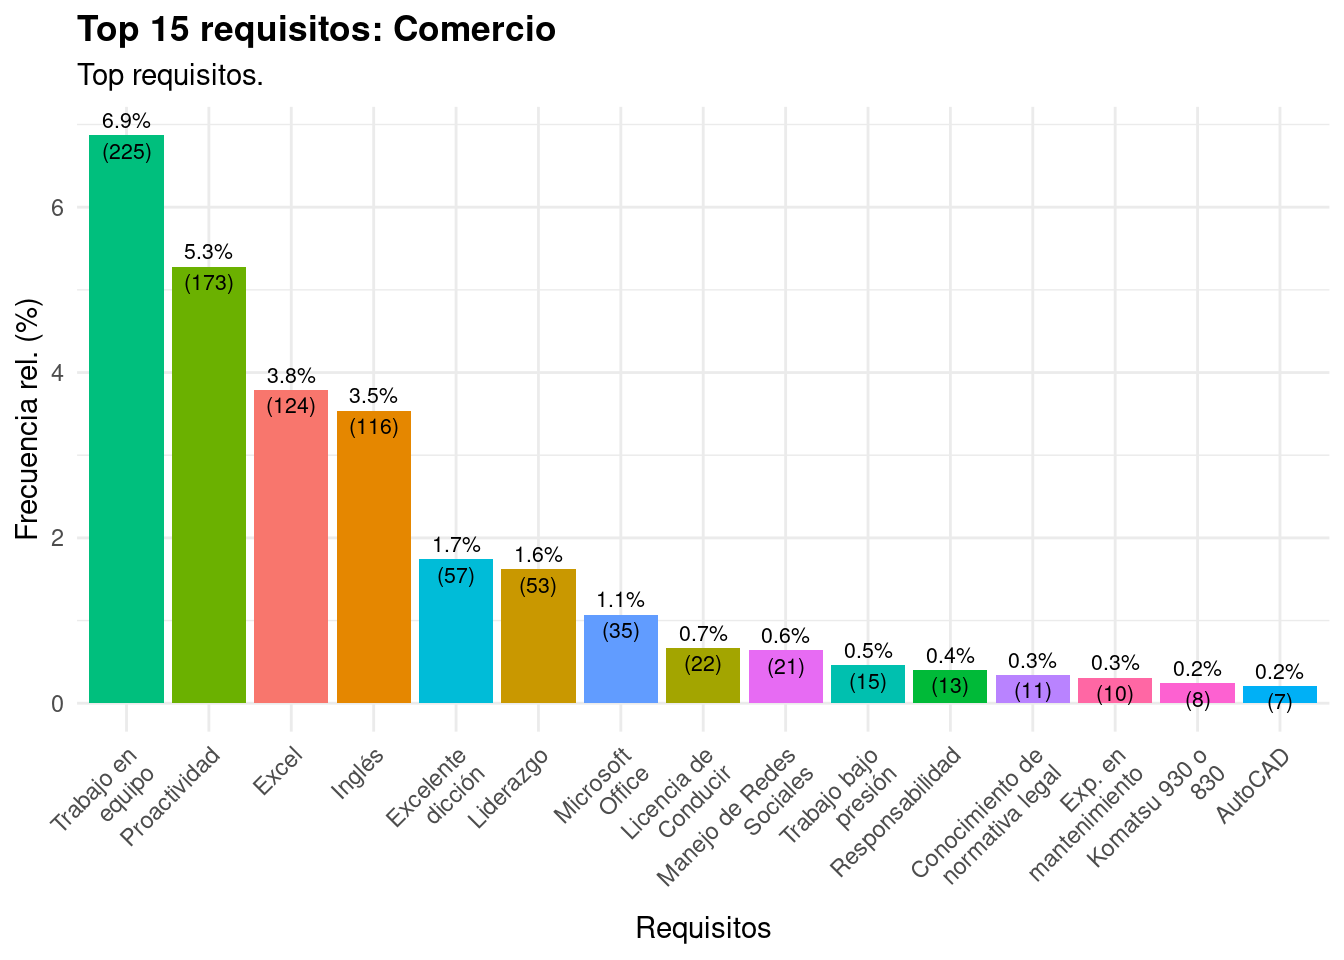 Top 15 requisitos: Comercio
Top requisitos.
Frecuencia rel. (%)
6
4
2
0
6.9%
(225)
5.3%
(173)
3.8%
(124)
3.5%
(116)
1.7%
(57)
1.6%
(53)
1.1%
(35)
0.7%
(22)
0.6%
(21)
0.5%
(15)
0.4%
(13)
0.3%
(11)
0.3%
(10)
0.2%
(8)
0.2%
(7)
Trabajo en
equipo
Proactividad
Excel
Inglés
Excelente
dicción
Liderazgo
Microsoft
Office
Licencia de
Conducir
Manejo de Redes
Sociales
Trabajo bajo
presión
Responsabilidad
Conocimiento de
normativa legal
Exp. en
mantenimiento
Komatsu 930 o
830
AutoCAD
Requisitos